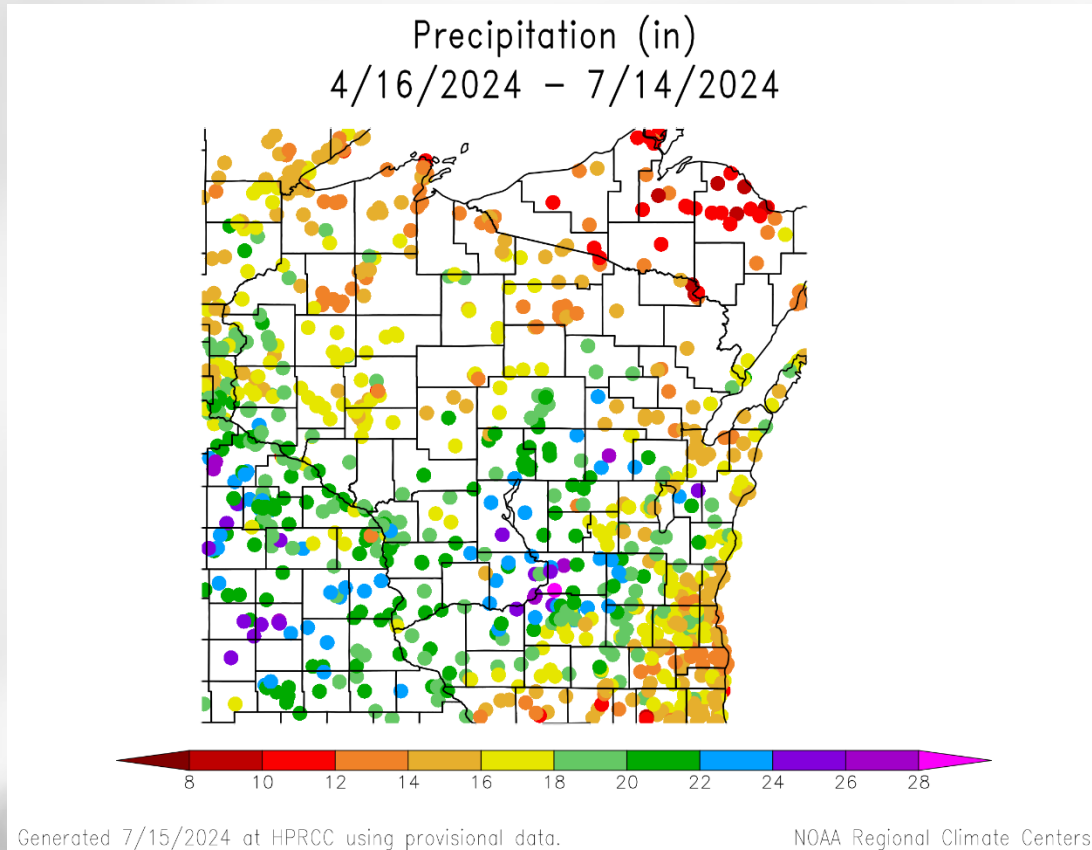 Precipitation (in)
4/16/2024 – 7/14/2024
8 10 12 14 16 18 20 22 24 26 28
Generated 7/15/2024 at HPRCC using provisional data.
NOAA Regional Climate Centers